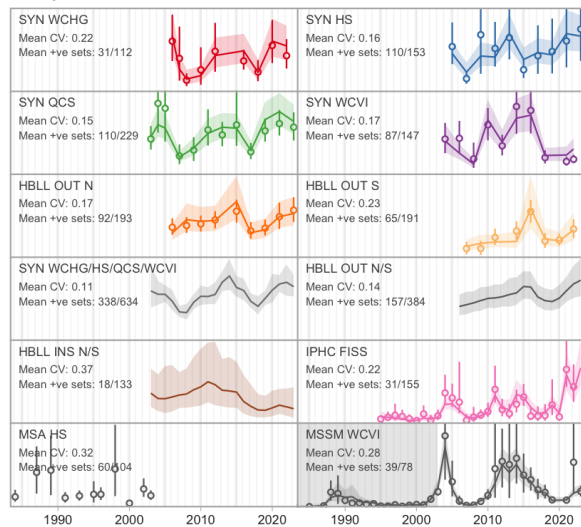 SYN WCHG
Mean CV: 0.22
Mean +ve sets: 31/112
SYN HS
Mean CV: 0.16
Mean +ve sets: 110/153
SYN QCS
Mean CV: 0.15
Mean +ve sets: 110/229
SYN WCVI
Mean CV: 0.17
Mean +ve sets: 87/147
HBLL OUT N
Mean CV: 0.17
Mean +ve sets: 92/193
HBLL OUT S
Mean CV: 0.23
Mean +ve sets: 65/191
SYN WCHG/HS/QCS/WCVI
Mean CV: 0.11
Mean +ve sets: 338/634
HBLL OUT N/S
Mean CV: 0.14
Mean +ve sets: 157/384
HBLL INS N/S
Mean CV: 0.37
Mean +ve sets: 18/133
IPHC FISS
Mean CV: 0.22
Mean +ve sets: 31/155
MSA HS
Mean CV: 0.32
Mean +ve sets: 60/104
MSSM WCVI
Mean CV: 0.28
Mean +ve sets: 39/78
1990 2000 2010 2020
1990 2000 2010 2020